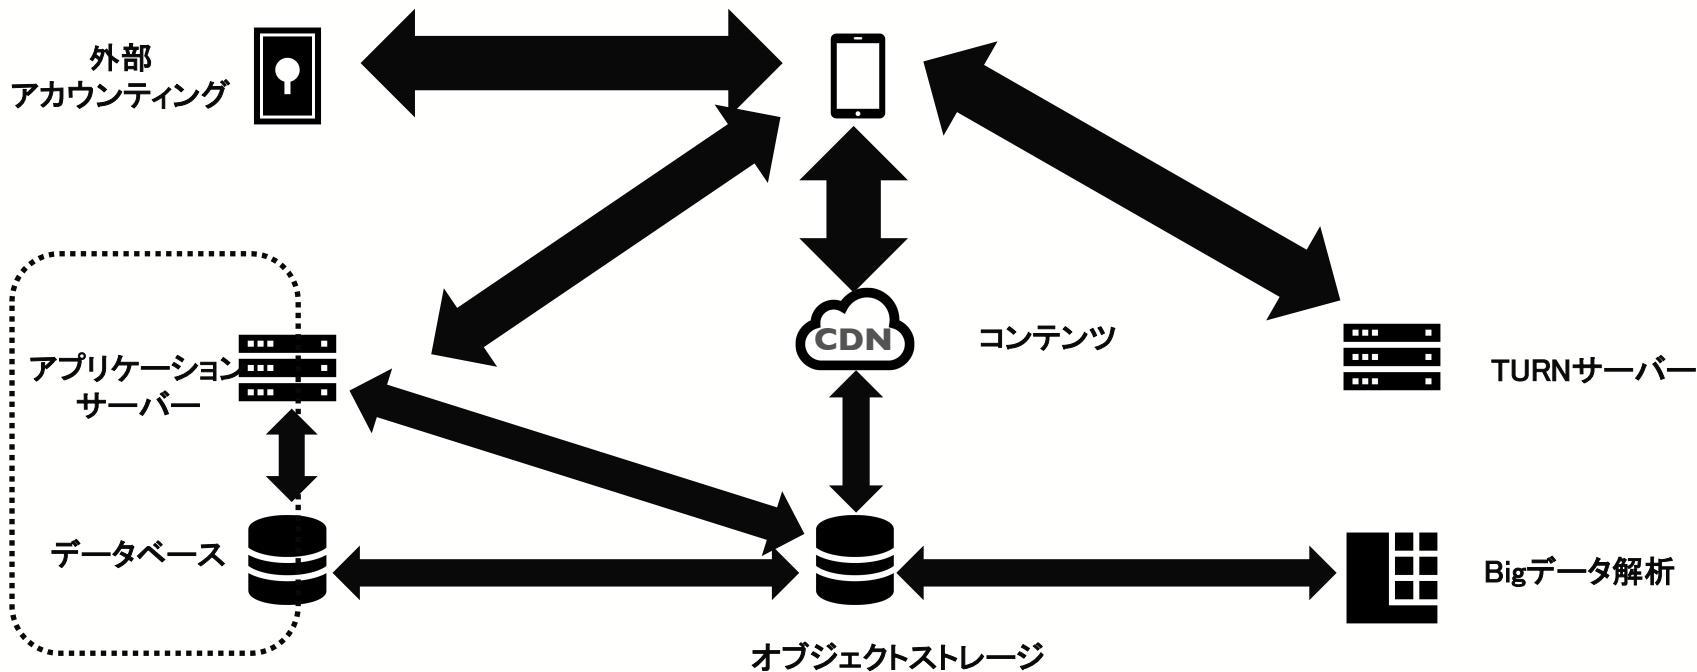 外部
アカウンティング
CDN
コンテンツ
アプリケーション
サーバー
TURNサーバー
データベース
Bigデータ解析
オブジェクトストレージ